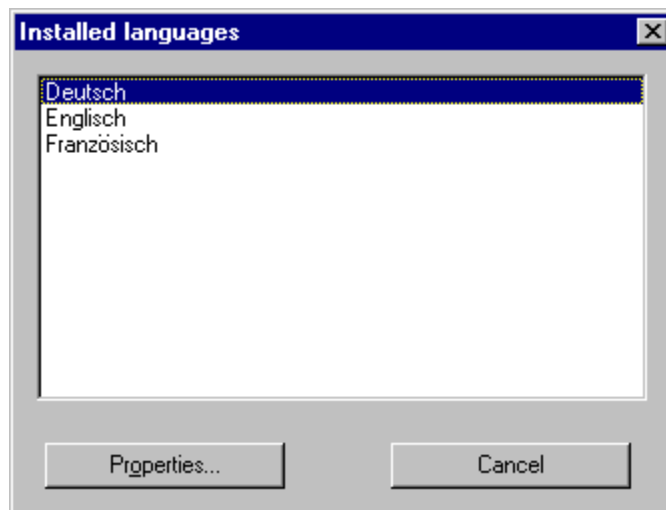 Installed languages
Deutsch
Englisch
Französisch
Properties...
Cancel